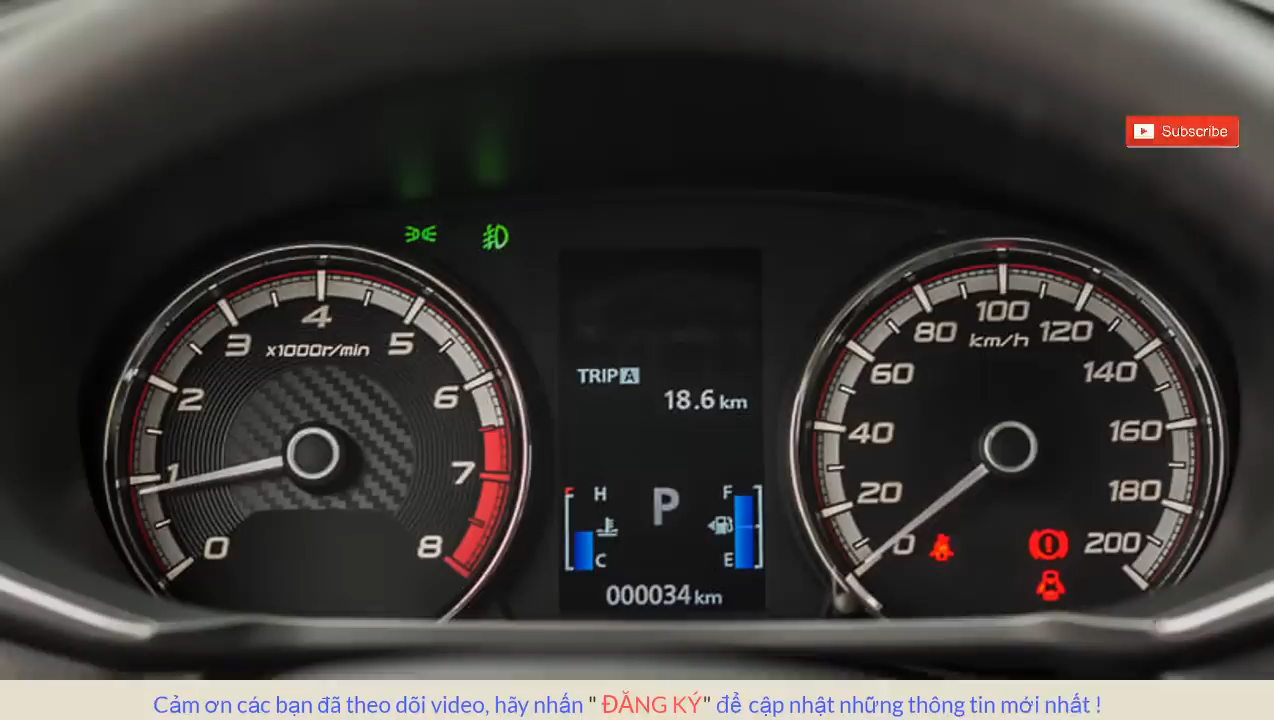 Subscribe
4
3
x1000r/min
5
2
6
1
7
0
8
TRIP A
18.6 km
H
F
P
C
E
000034 km
100
80
km/h
120
60
140
40
160
20
180
0
200
Cảm ơn các bạn đã theo dõi video, hãy nhấn " ĐĂNG KÝ" để cập nhật những thông tin mới nhất !